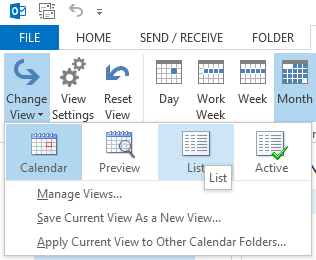 FILE HOME SEND / RECEIVE FOLDER
Change View View Settings Reset View Day Work Week Week Month
Calendar Preview List Active
List
Manage Views...
Save Current View As a New View...
Apply Current View to Other Calendar Folders...